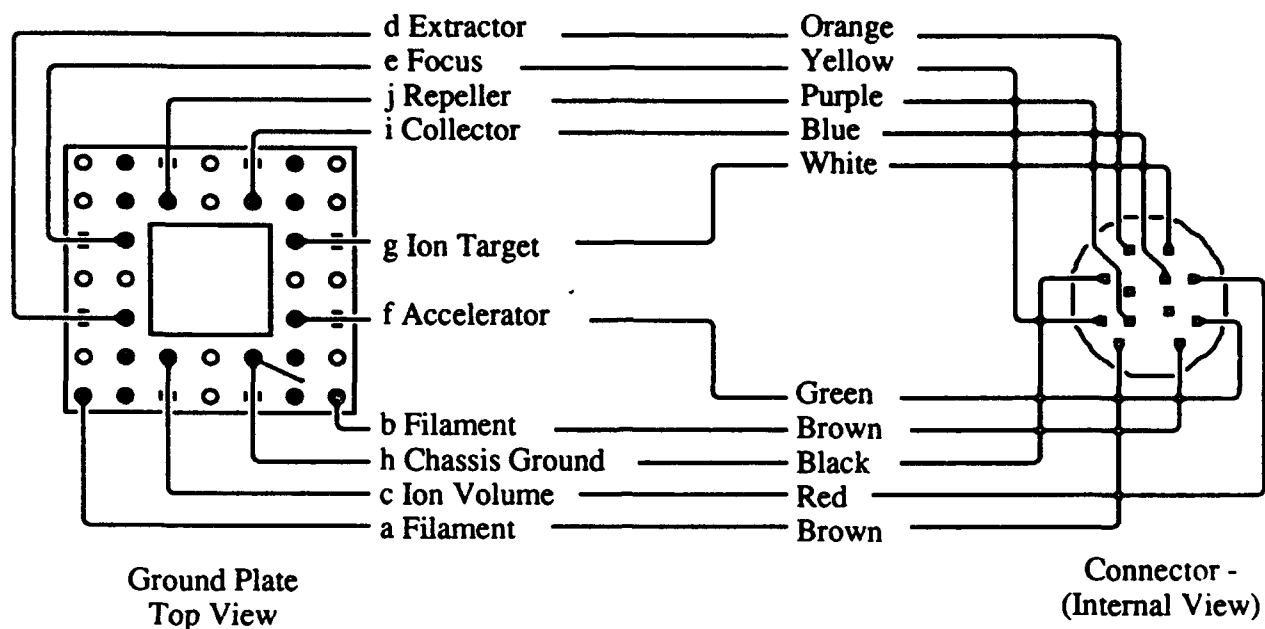 d Extractor Orange
e Focus Yellow
j Repeller Purple
i Collector Blue
White
g Ion Target
f Accelerator
Green
b Filament Brown
h Chassis Ground Black
c Ion Volume Red
a Filament Brown
Ground Plate
Top View
Connector -
(Internal View)